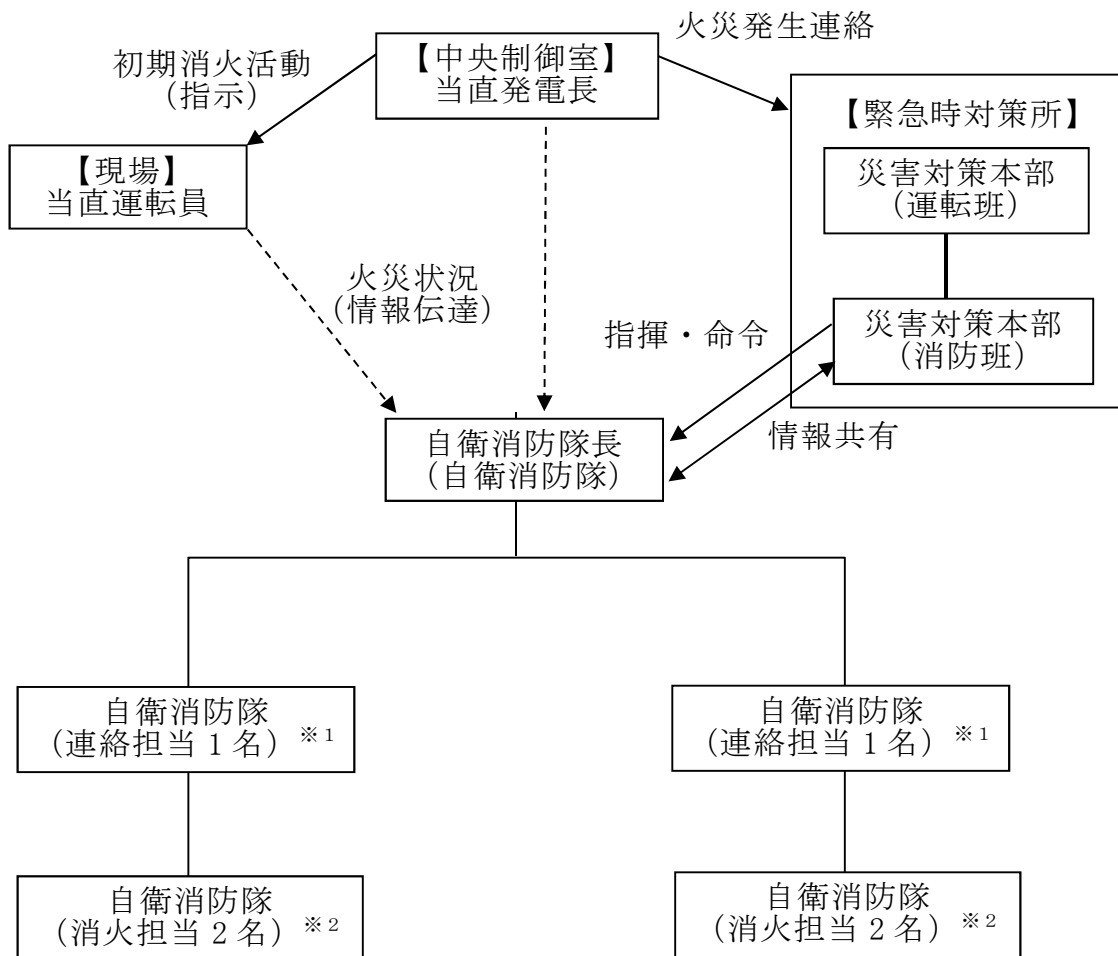 火災発生連絡
初期消火活動
(指示)
【中央制御室】
当直発電長
【緊急時対策所】
【現場】
当直運転員
災害対策本部
(運転班)
火災状況
(情報伝達)
指揮・命令
災害対策本部
(消防班)
情報共有
自衛消防隊長
(自衛消防隊)
自衛消防隊
(連絡担当1名)※1
自衛消防隊
(連絡担当1名)※1
自衛消防隊
(消火担当2名)※2
自衛消防隊
(消火担当2名)※2